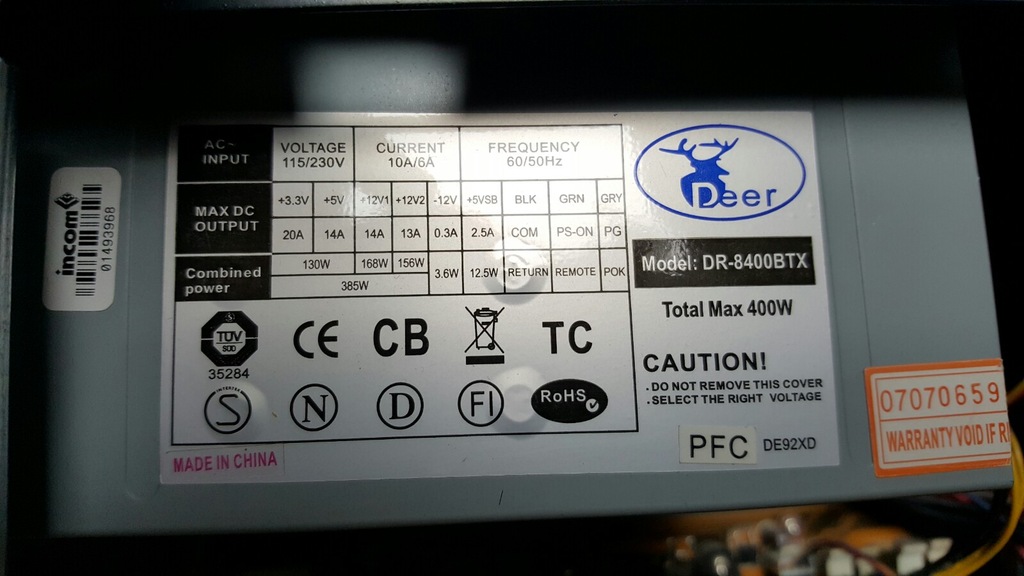 AC~ INPUT
VOLTAGE 115/230V
CURRENT 10A/6A
FREQUENCY 60/50Hz
MAX DC OUTPUT
+3.3V +5V +12V1 +12V2 -12V +5VSB BLK GRN GRY
20A 14A 14A 13A 0.3A 2.5A COM PS-ON PG
Combined power
130W 168W 156W 3.6W 12.5W RETURN REMOTE POK
385W
TÜV
SÜD
35284
CE CB TC
S N D FI RoHS
MADE IN CHINA
Deer
Model: DR-8400BTX
Total Max 400W
CAUTION!
. DO NOT REMOVE THIS COVER
. SELECT THE RIGHT VOLTAGE
PFC DE92XD
incom
01493968
07070659
WARRANTY VOID IF